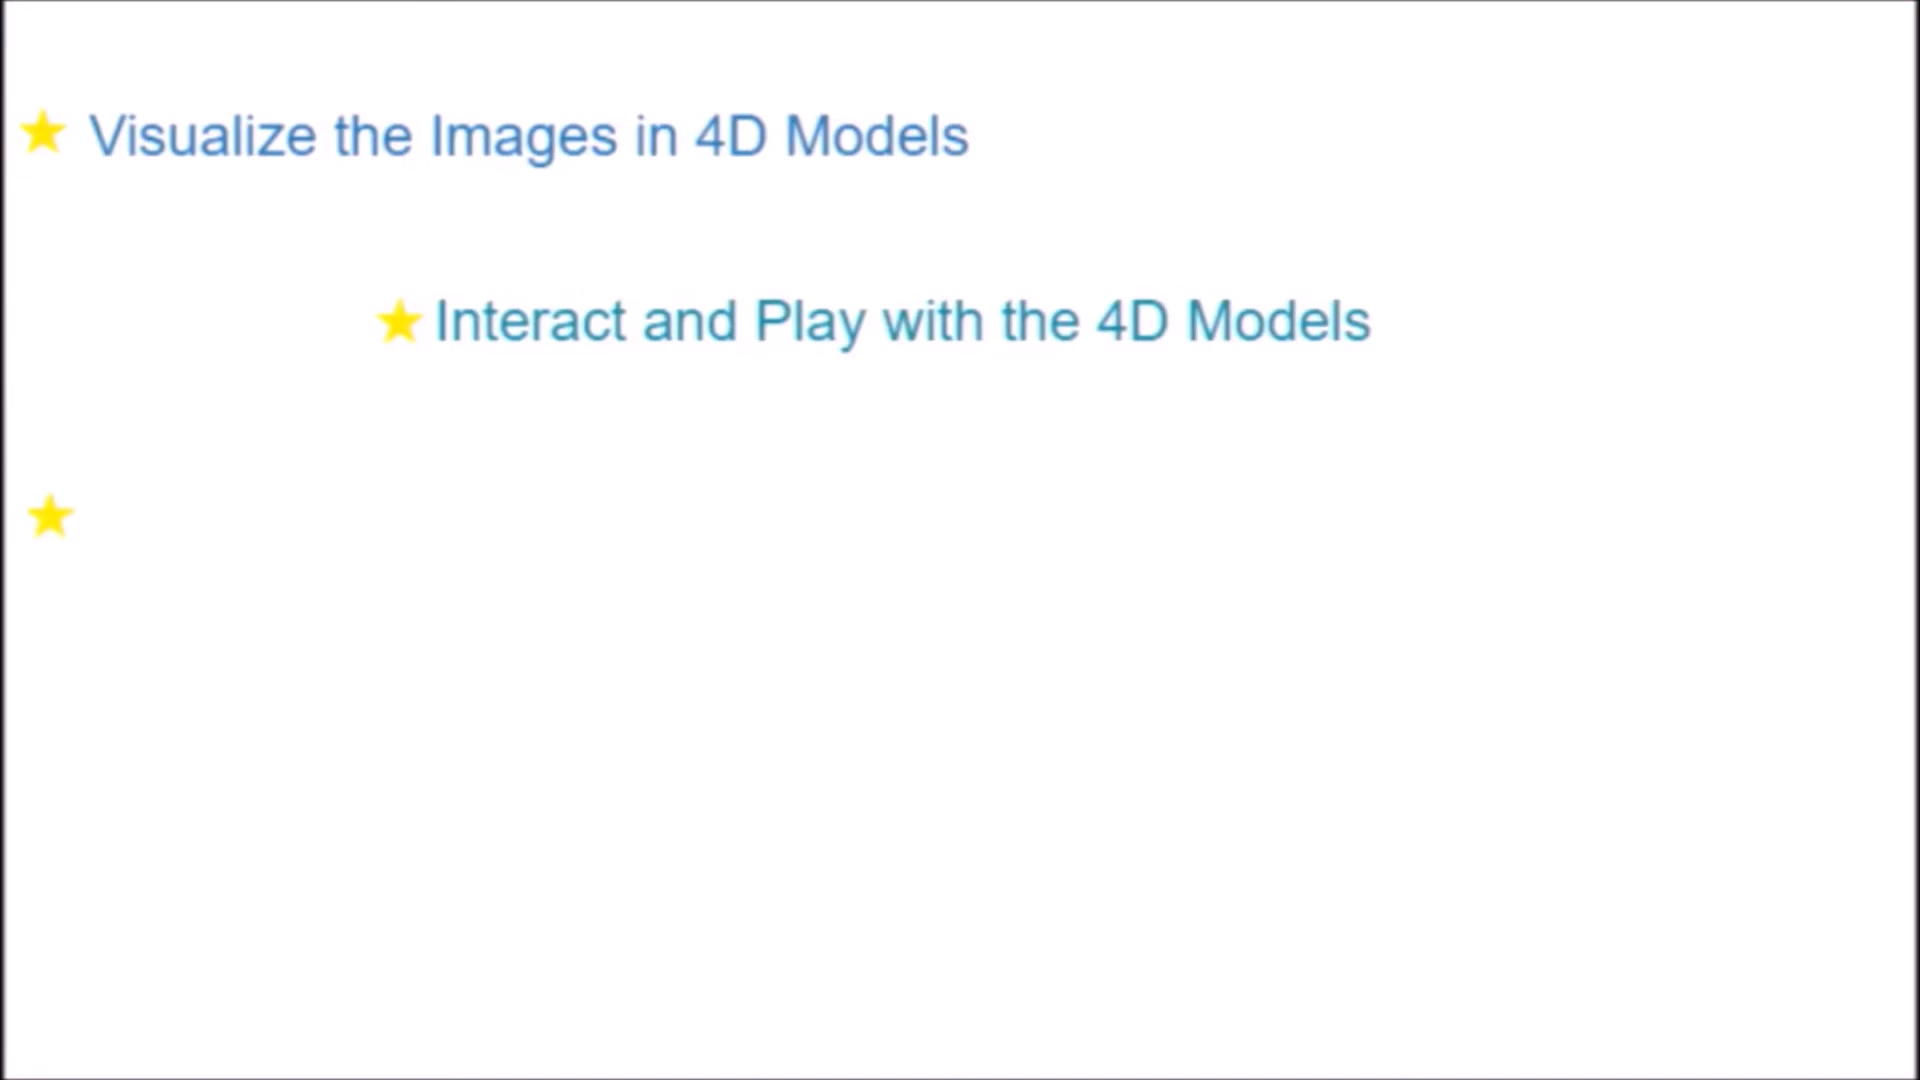 Visualize the Images in 4D Models
Interact and Play with the 4D Models